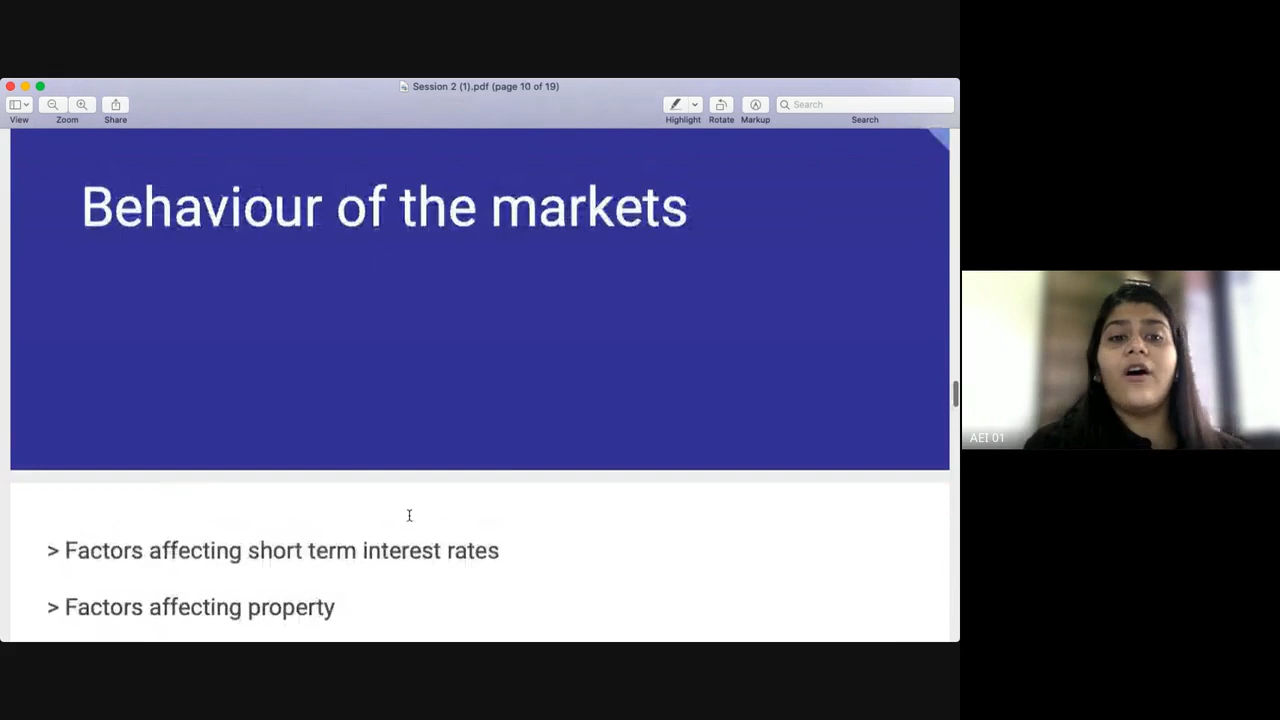 Session 2 (1).pdf (page 10 of 19)
View
Zoom
Share
Highlight
Rotate
Markup
Search
Search
Behaviour of the markets
> Factors affecting short term interest rates
> Factors affecting property
AEI 01